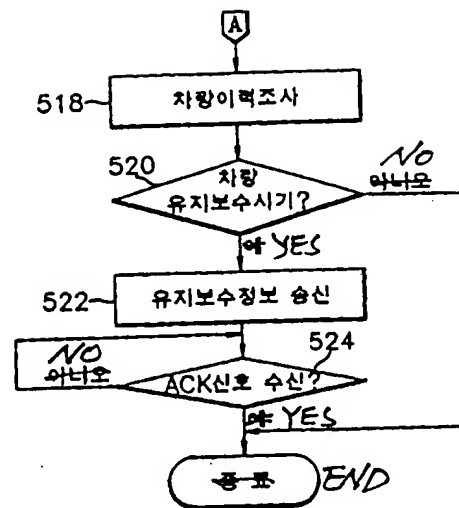 A
518
차량이력조사
520
차량
유지보수시기?
NO
아니오
예 YES
522
유지보수정보 송신
NO
아니오
524
ACK신호 수신?
예 YES
종료 END